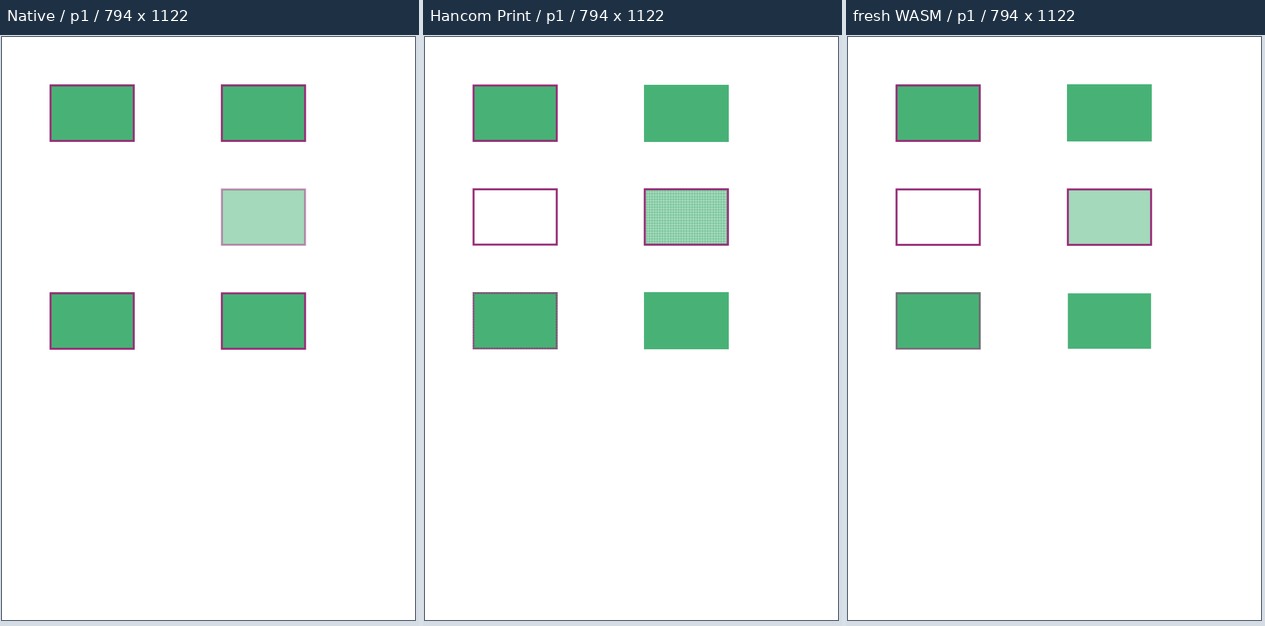 Native / p1 / 794 x 1122
Hancom Print / p1 / 794 x 1122
fresh WASM / p1 / 794 x 1122